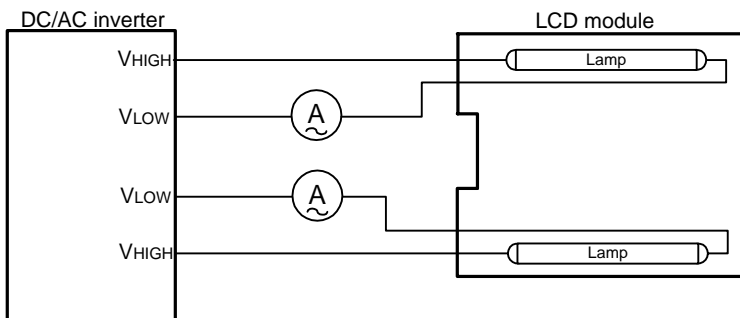 DC/AC inverter
LCD module
VHIGH
Lamp
VLOW
A
VLOW
A
VHIGH
Lamp